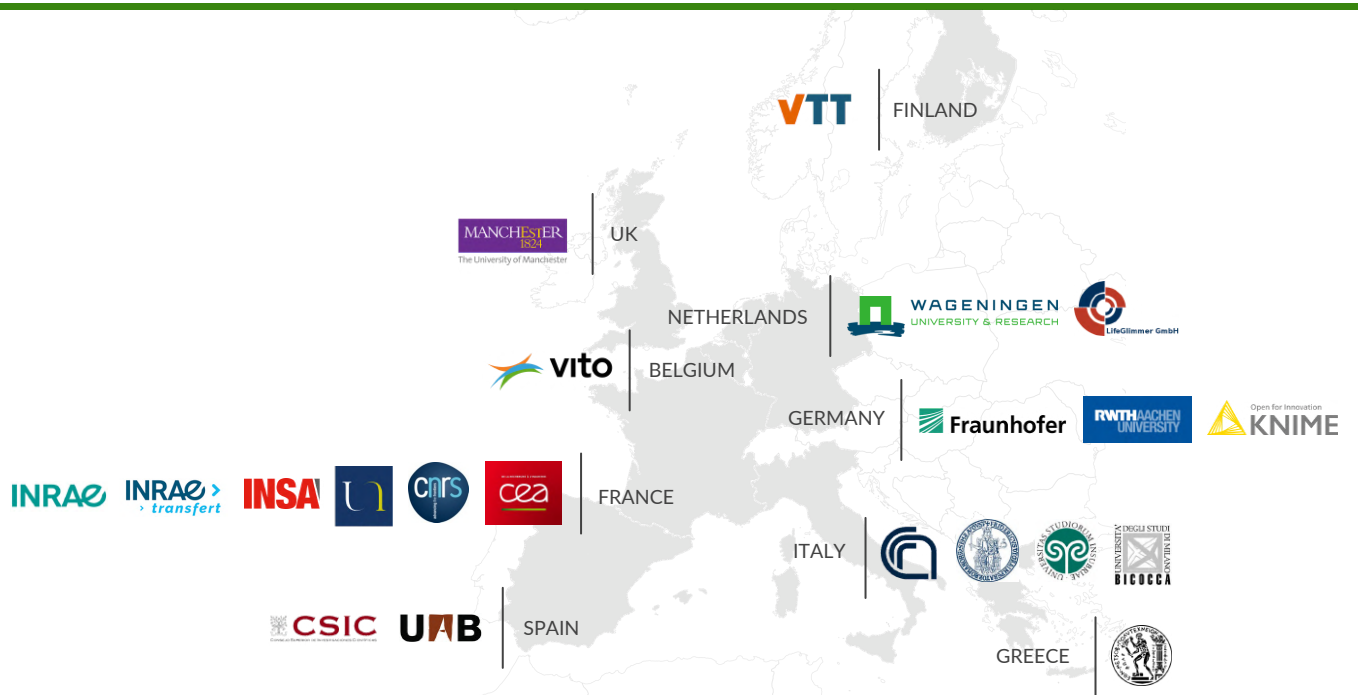 VTT
FINLAND
MANCHESTER
1824
The University of Manchester
UK
NETHERLANDS
WAGENINGEN
UNIVERSITY & RESEARCH
LifeGlimmer GmbH
vito
BELGIUM
GERMANY
Fraunhofer
RWTHAACHEN
UNIVERSITY
Open for Innovation
KNIME
INRAE
INRAE
transfert
INSA
cnrs
cea
FRANCE
ITALY
UNIVERSITÀ DEGLI STUDI
DI MILANO
BICOCCA
CSIC
UAB
SPAIN
GREECE